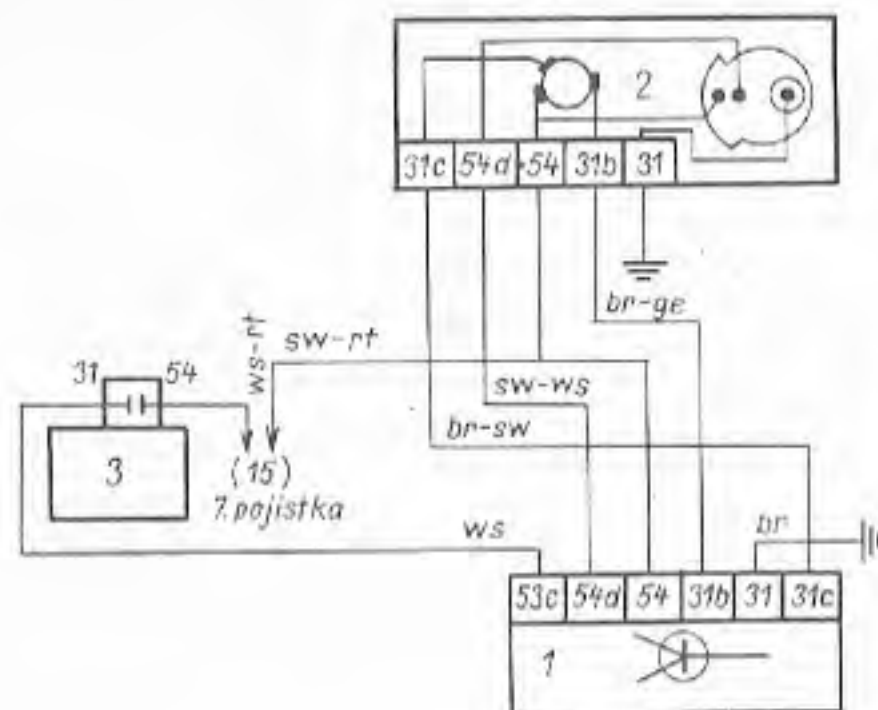 2
31c 54d 54 31b 31
br-ge
ws-rt
sw-rt
31 54
sw-ws
br-sw
3
(15)
7. pojistka
ws
br
53c 54d 54 31b 31 31c
1